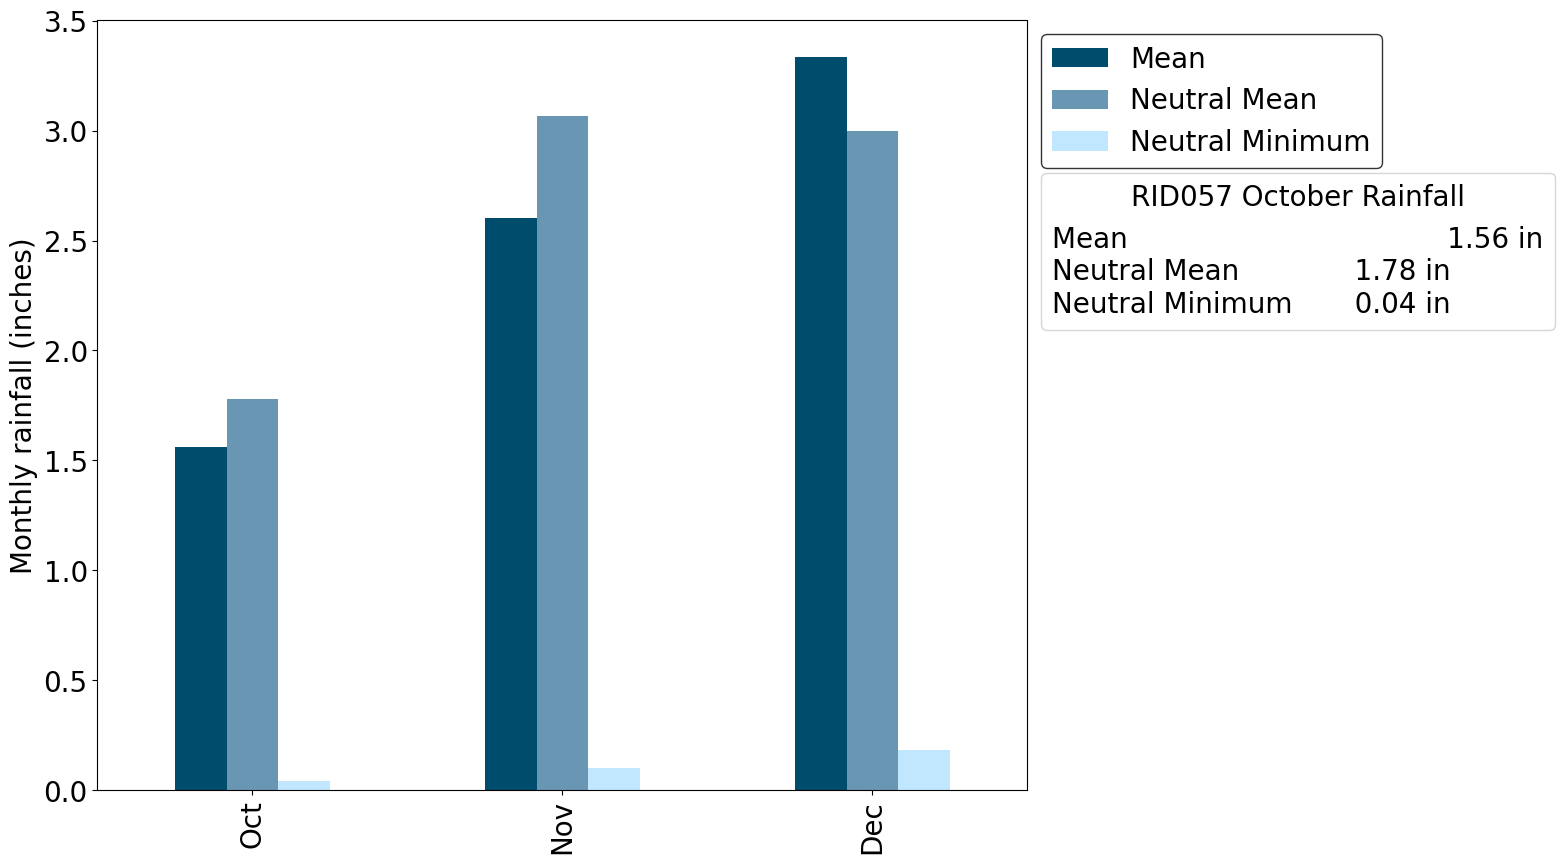 3.5
3.0
2.5
2.0
1.5
1.0
0.5
0.0
Monthly rainfall (inches)
Oct
Nov
Dec
Mean
Neutral Mean
Neutral Minimum
RID057 October Rainfall
Mean 1.56 in
Neutral Mean 1.78 in
Neutral Minimum 0.04 in